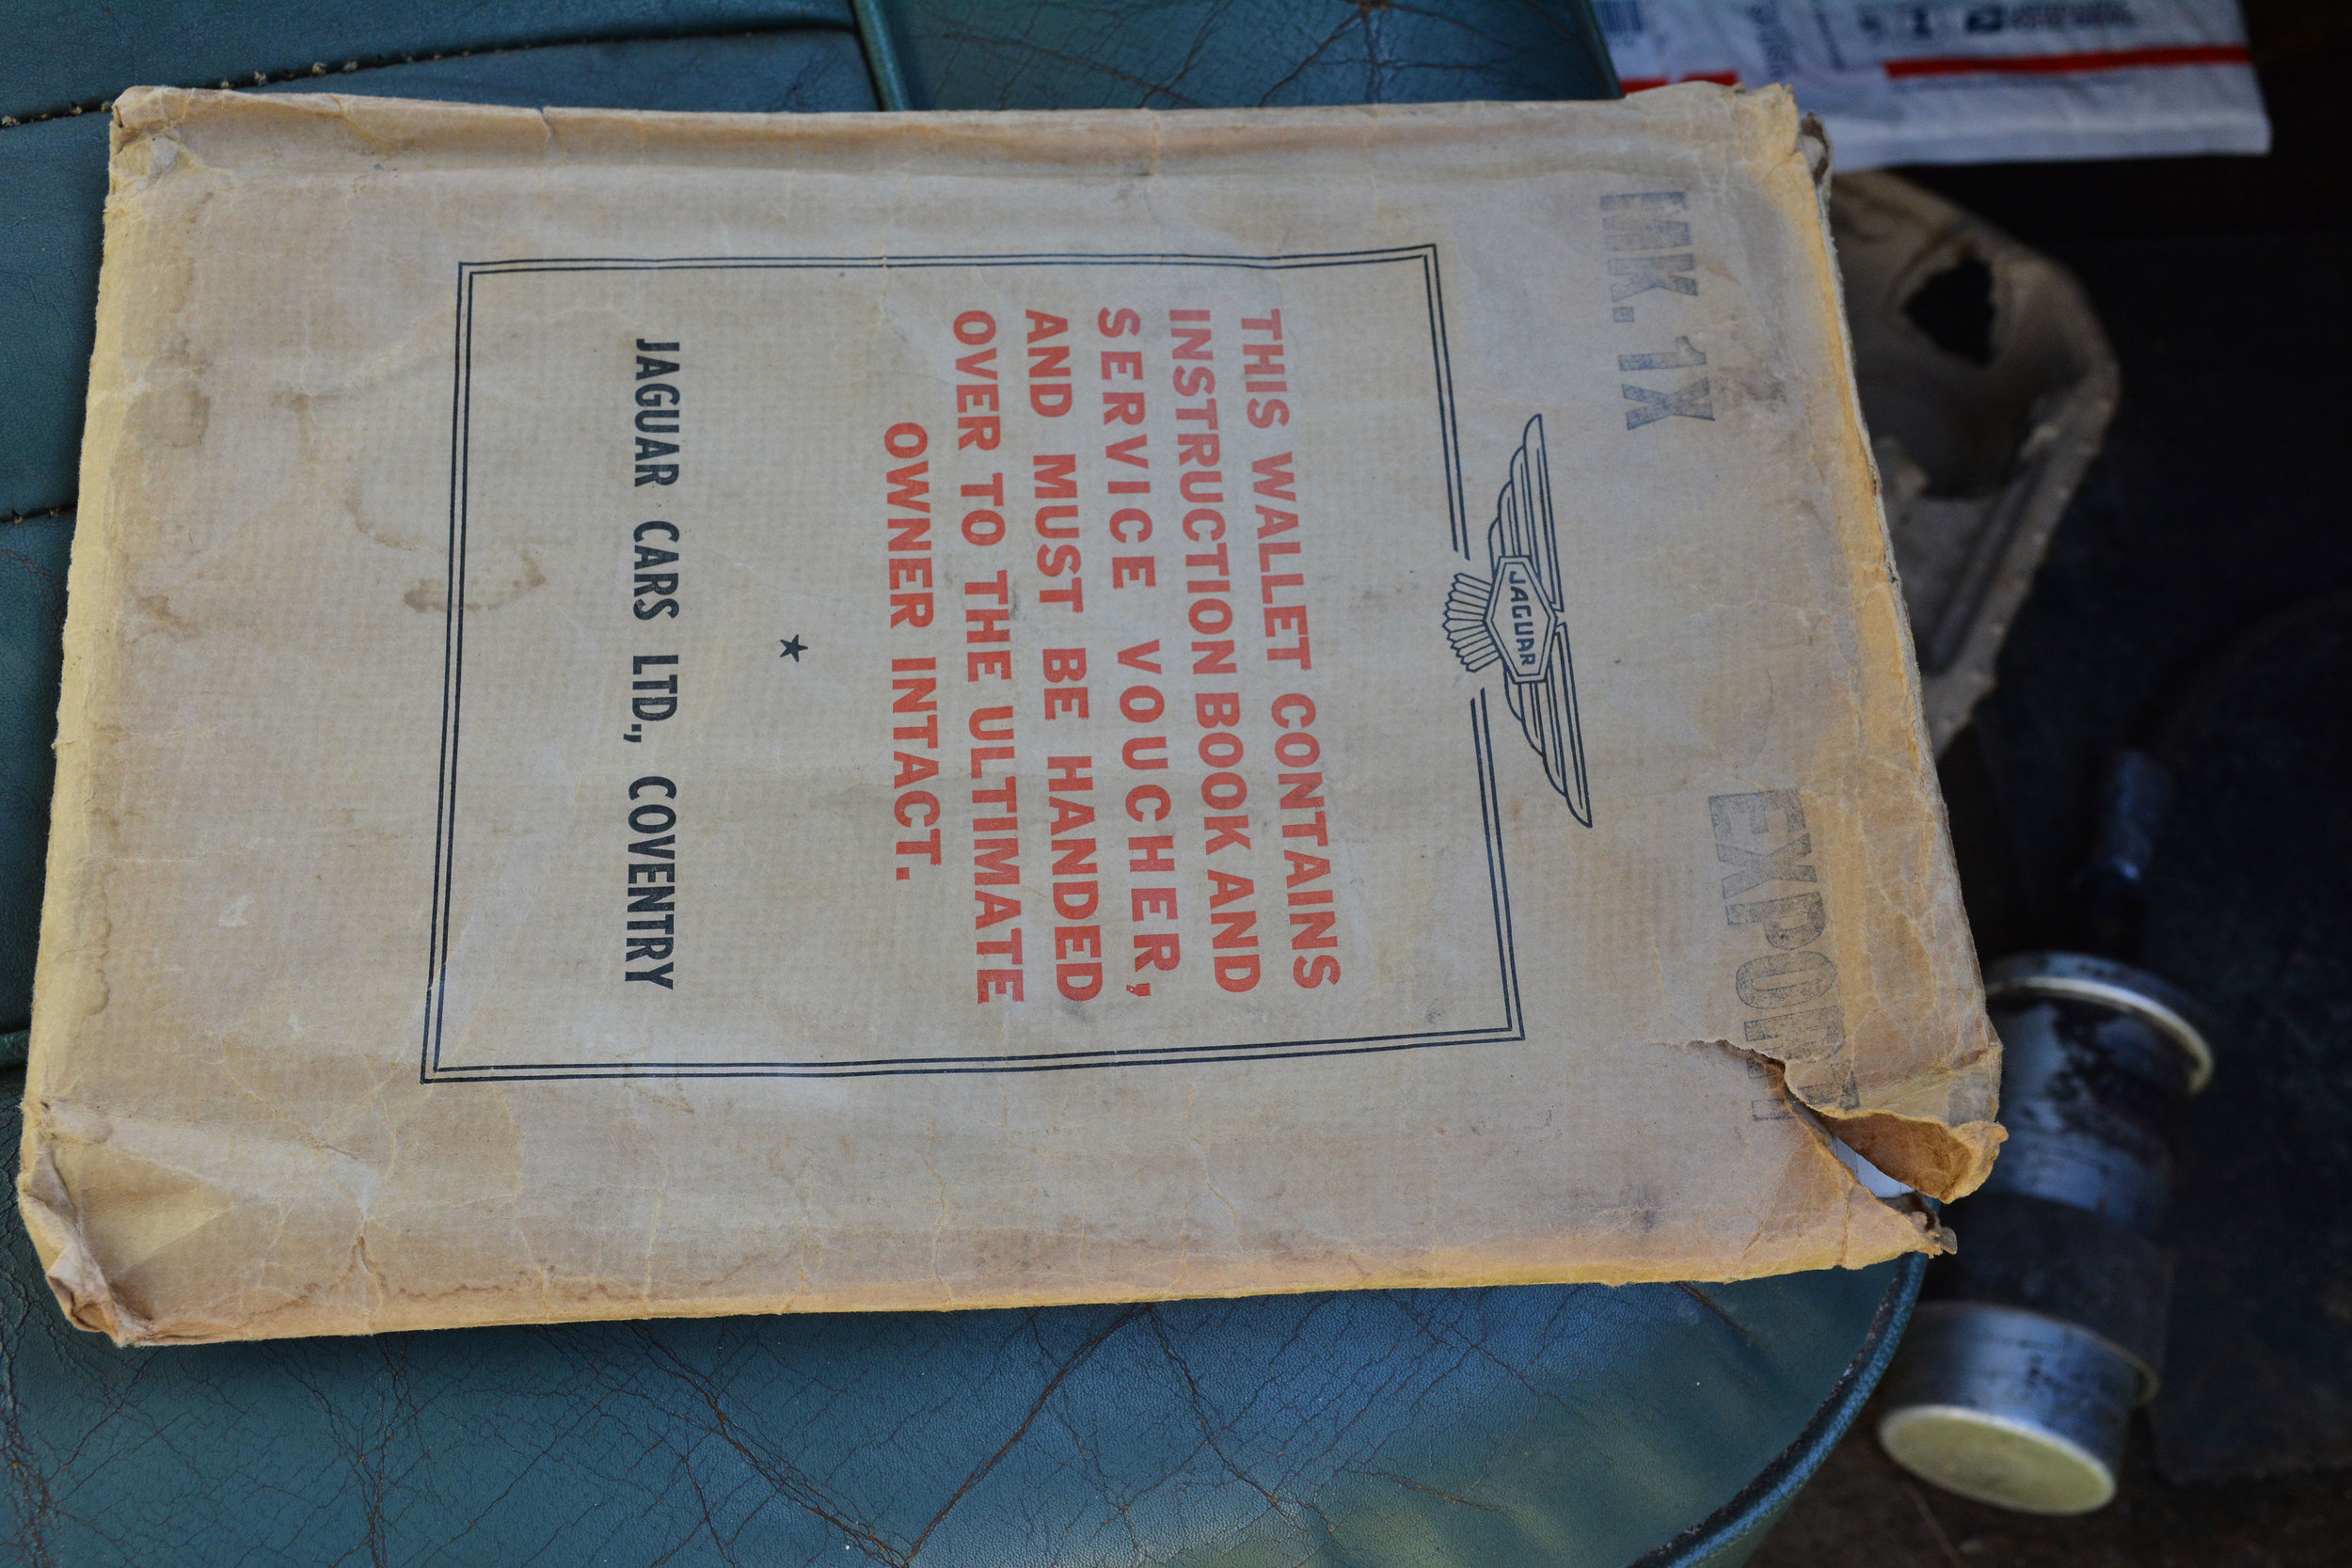 MK. 1X
EXPORT
JAGUAR
THIS WALLET CONTAINS
INSTRUCTION BOOK AND
SERVICE VOUCHER,
AND MUST BE HANDED
OVER TO THE ULTIMATE
OWNER INTACT.
JAGUAR CARS LTD., COVENTRY